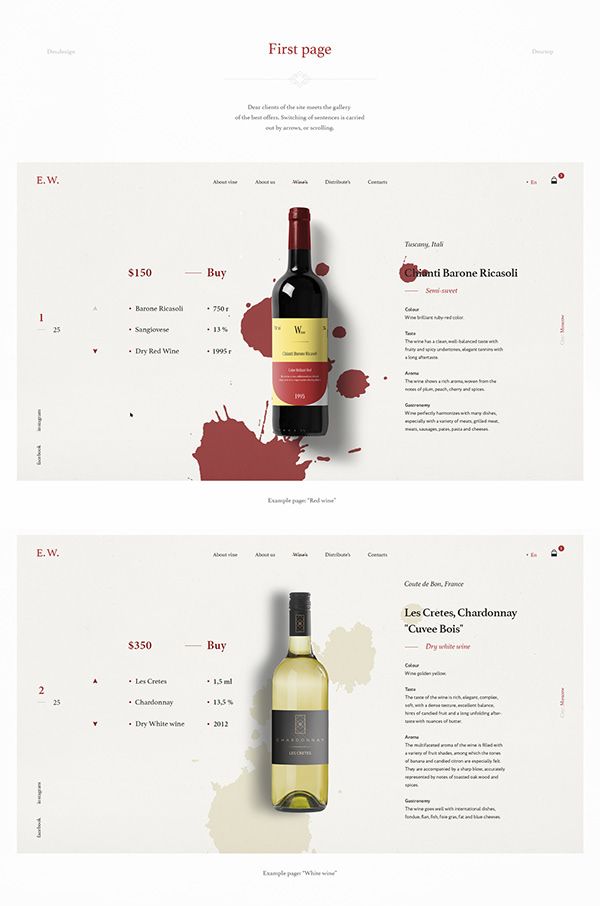 Desdesign
First page
Desctop
Dear clients of the site meets the gallery
of the best offers. Switching of sentences is carried
out by arrows, or scrolling.
E. W.
About vine
About us
Wine's
Distribute's
Contacts
En
Tuscany, Itali
$150
Buy
Chianti Barone Ricasoli
Semi-sweet
1
25
Barone Ricasoli
750 г
Sangiovese
13 %
Dry Red Wine
1995 г
Colour
Wine brilliant ruby-red color.
Taste
The wine has a clean, well-balanced taste with
fruity and spicy undertones, elegant tannins with
a long aftertaste.
Aroma
The wine shows a rich aroma, woven from the
notes of plum, peach, cherry and spices.
Gastronomy
Wine perfectly harmonizes with many dishes,
especially with a variety of meats, grilled meat,
meats, sausages, pates, pasta and cheeses.
City: Moscow
Chianti Barone Ricasoli
1995
instagram
facebook
Example page: "Red wine"
E. W.
About vine
About us
Wine's
Distribute's
Contacts
En
Coute de Bon, France
$350
Buy
Les Cretes, Chardonnay
"Cuvee Bois"
Dry white wine
2
25
Les Cretes
1,5 ml
Chardonnay
13,5 %
Dry White wine
2012
Colour
Wine golden yellow.
Taste
The taste of the wine is rich, elegant, complex,
soft, with a dense texture, excellent balance,
hires of candied fruit and a long unfolding after-
taste with nuances of butter.
Aroma
The multifaceted aroma of the wine is filled with
a variety of fruit shades, among which the tones
of banana and candied citron are especially felt.
They are accompanied by a sharp blow, accurately
represented by notes of toasted oak wood and
spices.
Gastronomy
The wine goes well with international dishes,
fondue, flan, fish, foie gras, fat and blue cheeses.
City: Moscow
CHARDONNAY
LES CRETES
instagram
facebook
Example page: "White wine"